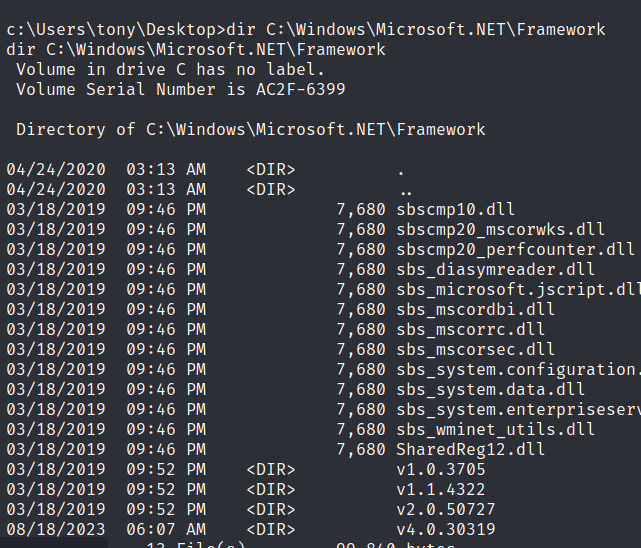 c:\Users\tony\Desktop>dir C:\Windows\Microsoft.NET\Framework
dir C:\Windows\Microsoft.NET\Framework
 Volume in drive C has no label.
 Volume Serial Number is AC2F-6399
 Directory of C:\Windows\Microsoft.NET\Framework
04/24/2020  03:13 AM    <DIR>          .
04/24/2020  03:13 AM    <DIR>          ..
03/18/2019  09:46 PM             7,680 sbscmp10.dll
03/18/2019  09:46 PM             7,680 sbscmp20_mscorwks.dll
03/18/2019  09:46 PM             7,680 sbscmp20_perfcounter.dll
03/18/2019  09:46 PM             7,680 sbs_diasymreader.dll
03/18/2019  09:46 PM             7,680 sbs_microsoft.jscript.dll
03/18/2019  09:46 PM             7,680 sbs_mscordbi.dll
03/18/2019  09:46 PM             7,680 sbs_mscorrc.dll
03/18/2019  09:46 PM             7,680 sbs_mscorsec.dll
03/18/2019  09:46 PM             7,680 sbs_system.configuration.
03/18/2019  09:46 PM             7,680 sbs_system.data.dll
03/18/2019  09:46 PM             7,680 sbs_system.enterpriseserv
03/18/2019  09:46 PM             7,680 sbs_wminet_utils.dll
03/18/2019  09:46 PM             7,680 SharedReg12.dll
03/18/2019  09:52 PM    <DIR>          v1.0.3705
03/18/2019  09:52 PM    <DIR>          v1.1.4322
03/18/2019  09:52 PM    <DIR>          v2.0.50727
08/18/2023  06:07 AM    <DIR>          v4.0.30319
              13 File(s)         99,840 bytes